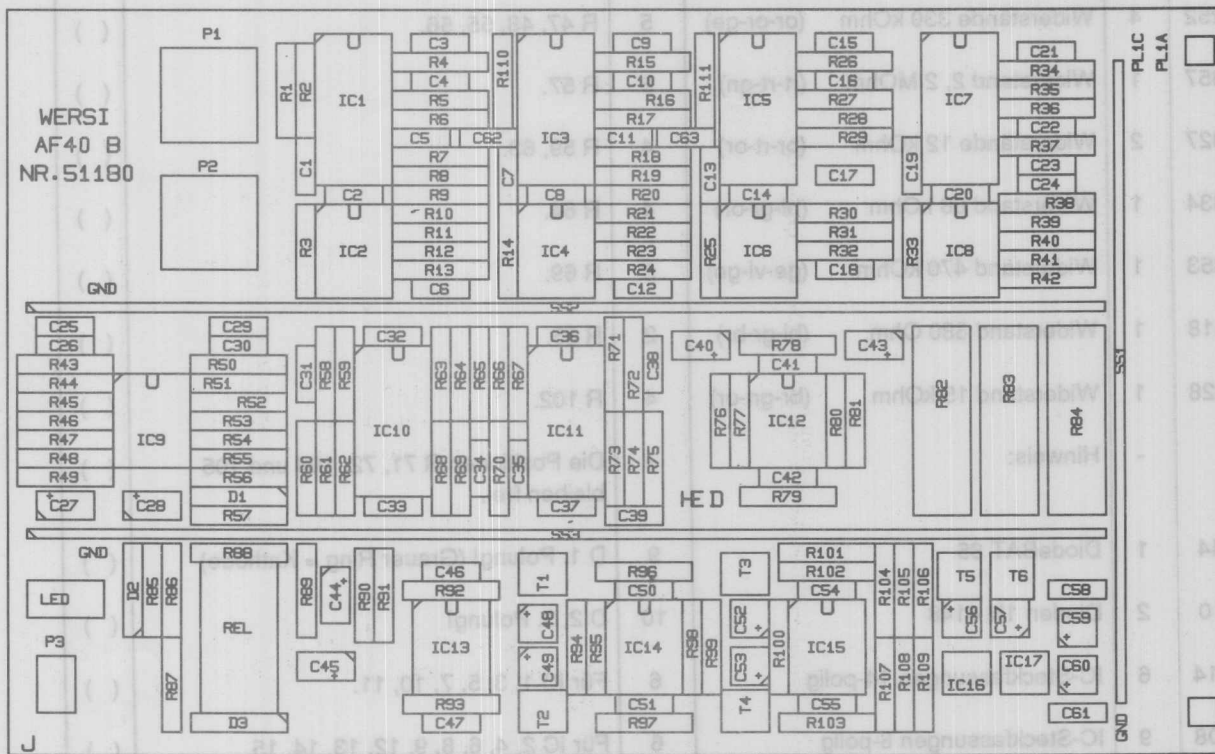 P1
R1
R2
IC1
C3
R4
C4
R5
R6
C5
C62
R7
R8
R9
R10
R11
R12
R13
C6
C1
C2
R3
IC2
WERSI
AF40 B
NR.51180
P2
GND
R110
IC3
C9
R15
C10
R16
R17
C11
C63
R18
R19
R20
R21
R22
R23
R24
C12
C7
C8
R14
IC4
R111
IC5
C15
R26
C16
R27
R28
R29
C17
C13
C14
R25
IC6
R30
R31
R32
C18
IC7
C19
C20
R33
IC8
C21
R34
R35
R36
C22
R37
C23
C24
R38
R39
R40
R41
R42
PL1C
PL1A
SS1
C25
C26
R43
R44
R45
R46
R47
R48
R49
C27
IC9
C28
C29
C30
R50
R51
R52
R53
R54
R55
R56
D1
R57
C31
R58
R59
R60
R61
R62
C32
IC10
C33
R63
R64
R65
R66
R67
R68
R69
C34
R70
C35
C36
IC11
C37
R71
R72
C38
R73
R74
R75
C39
C40
R78
C41
C43
R76
R77
IC12
R80
R81
C42
R79
HED
R82
R83
R84
GND
LED
P3
D2
R85
R86
R87
R88
REL
D3
R89
C44
R90
R91
C45
C46
R92
IC13
R93
C47
T1
C48
C49
T2
R94
R95
R96
C50
IC14
C51
R97
R98
R99
T3
C52
C53
T4
R100
R101
R102
C54
IC15
C55
R103
R104
R105
R106
R107
R108
R109
T5
T6
C56
C57
IC16
IC17
C58
C59
C60
C61
GND
J